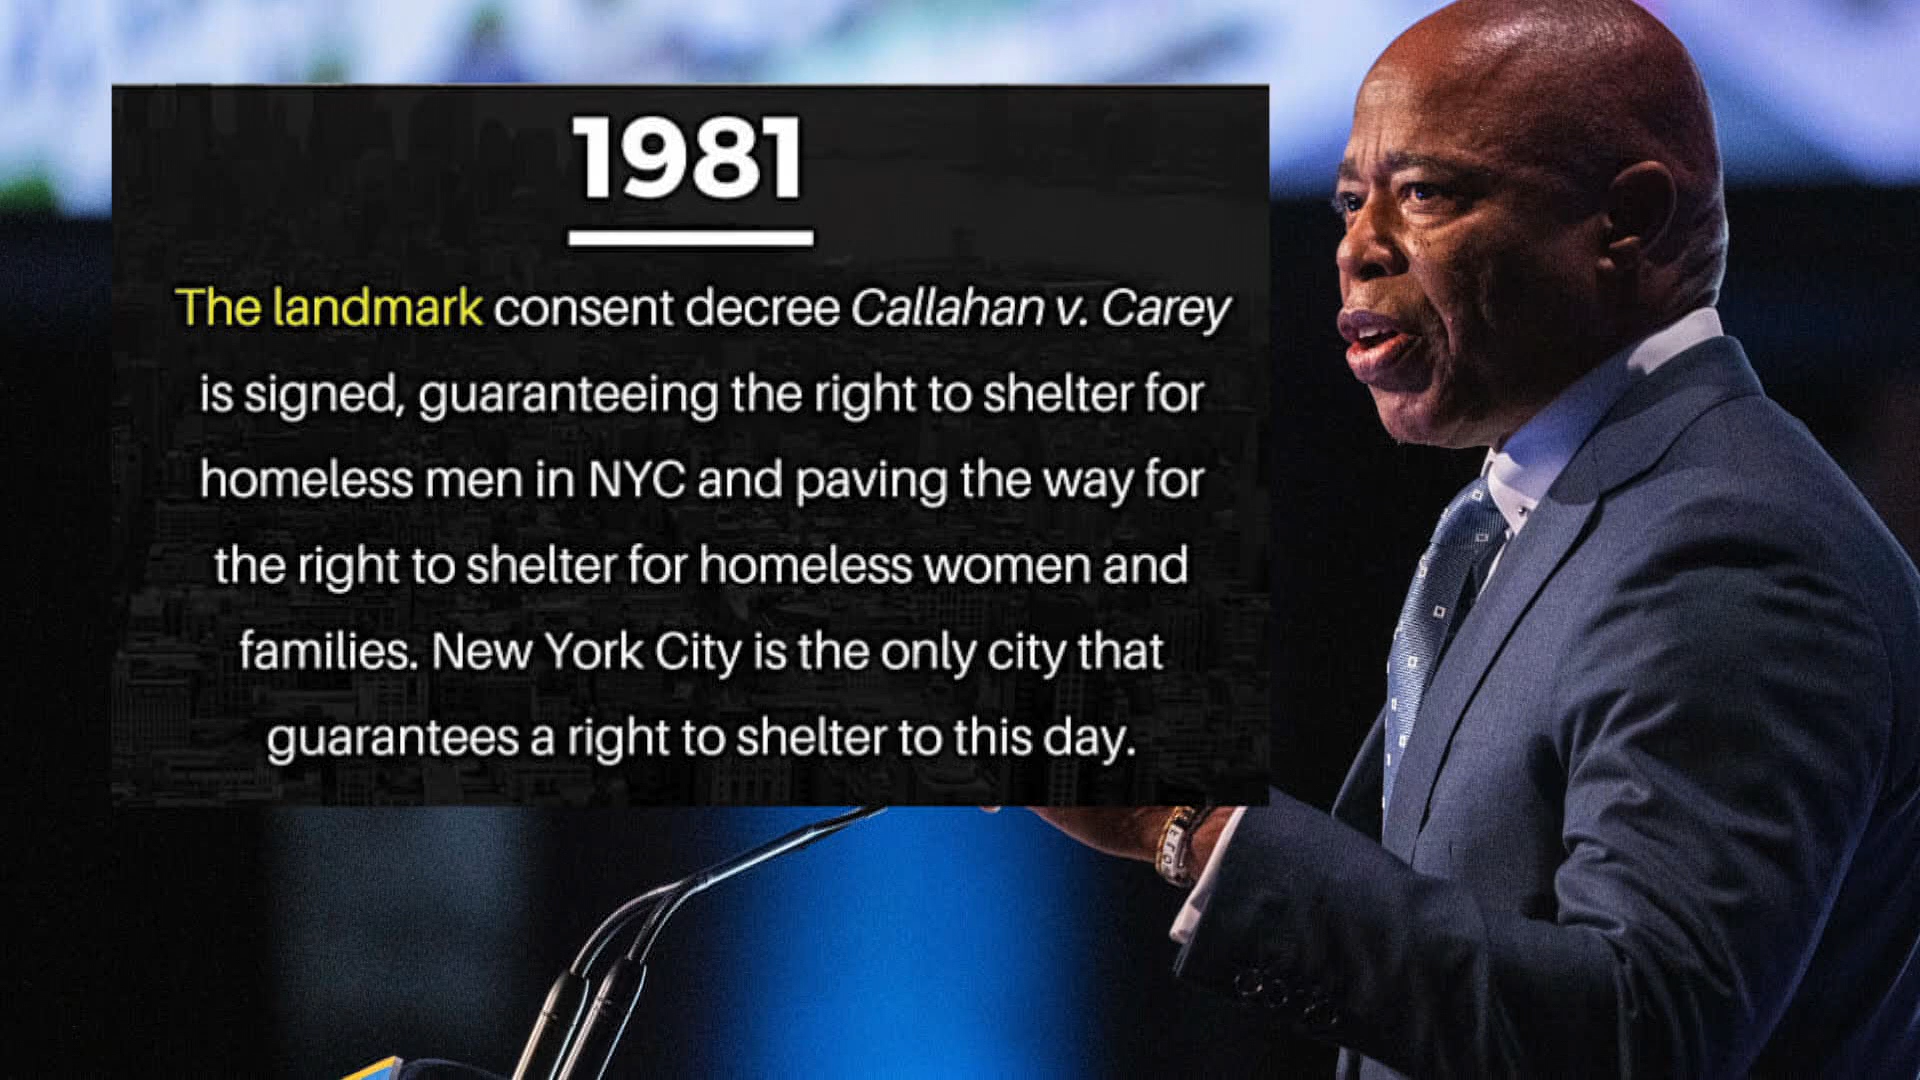 1981
The landmark consent decree Callahan v. Carey
is signed, guaranteeing the right to shelter for
homeless men in NYC and paving the way for
the right to shelter for homeless women and
families. New York City is the only city that
guarantees a right to shelter to this day.